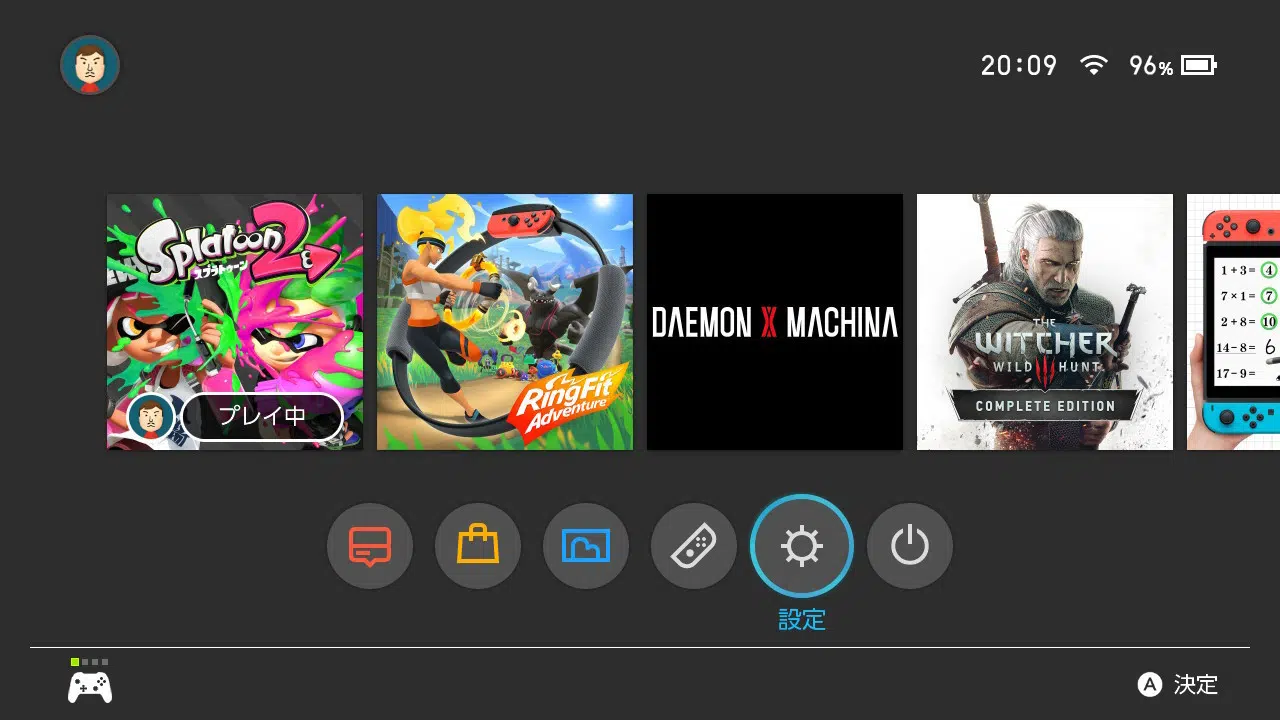 20:09 96%
Splatoon 2
スプラトゥーン
プレイ中
RingFit
Adventure
DAEMON X MACHINA
THE
WITCHER
WILD HUNT
COMPLETE EDITION
1+3= 4
7×1= 7
2+8= 10
14-8= 6
17-9=
設定
A 決定